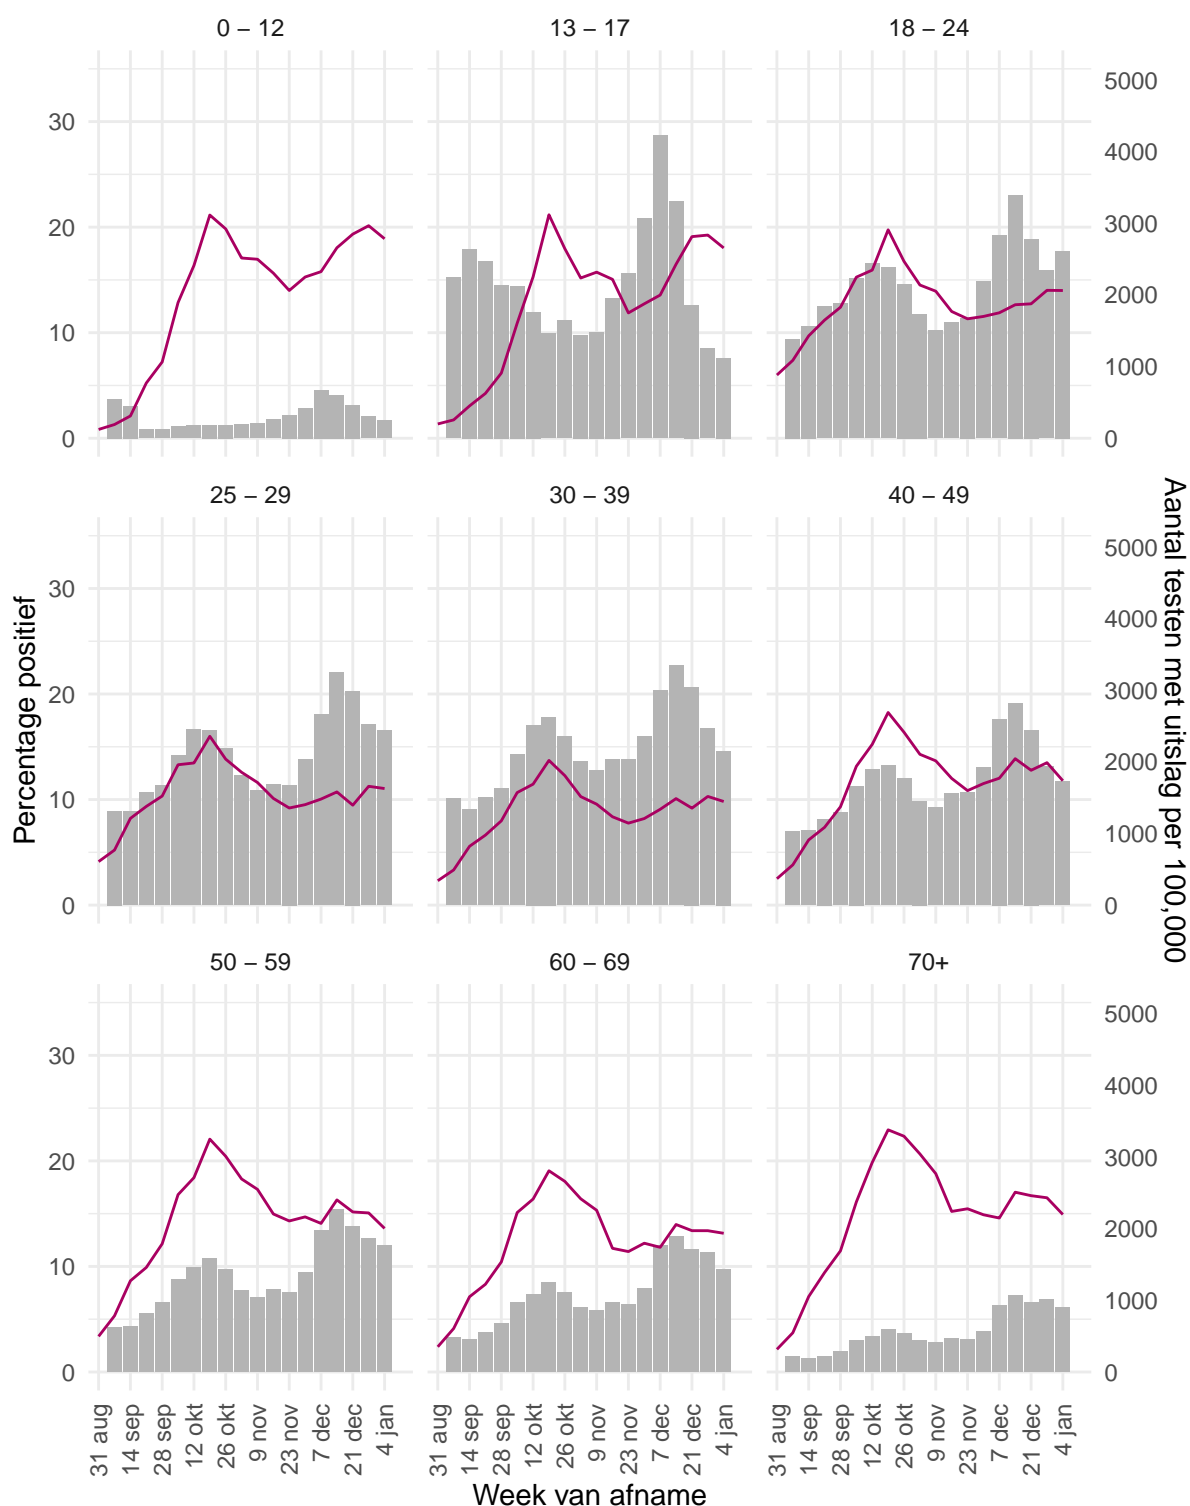 0 – 12
13 – 17
18 – 24
30
20
10
0
5000
4000
3000
2000
1000
0
25 – 29
30 – 39
40 – 49
30
20
10
0
5000
4000
3000
2000
1000
0
50 – 59
60 – 69
70+
30
20
10
0
5000
4000
3000
2000
1000
0
31 aug
14 sep
28 sep
12 okt
26 okt
9 nov
23 nov
7 dec
21 dec
4 jan
31 aug
14 sep
28 sep
12 okt
26 okt
9 nov
23 nov
7 dec
21 dec
4 jan
31 aug
14 sep
28 sep
12 okt
26 okt
9 nov
23 nov
7 dec
21 dec
4 jan
Week van afname
Percentage positief
Aantal testen met uitslag per 100,000